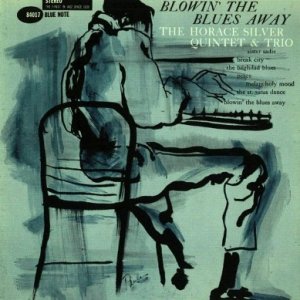 STEREO
84017 BLUE NOTE
BLOWIN' THE
BLUES AWAY
THE HORACE SILVER
QUINTET & TRIO
sister sadie
break city
the baghdad blues
peace
melancholy mood
the st. vitus dance
blowin' the blues away